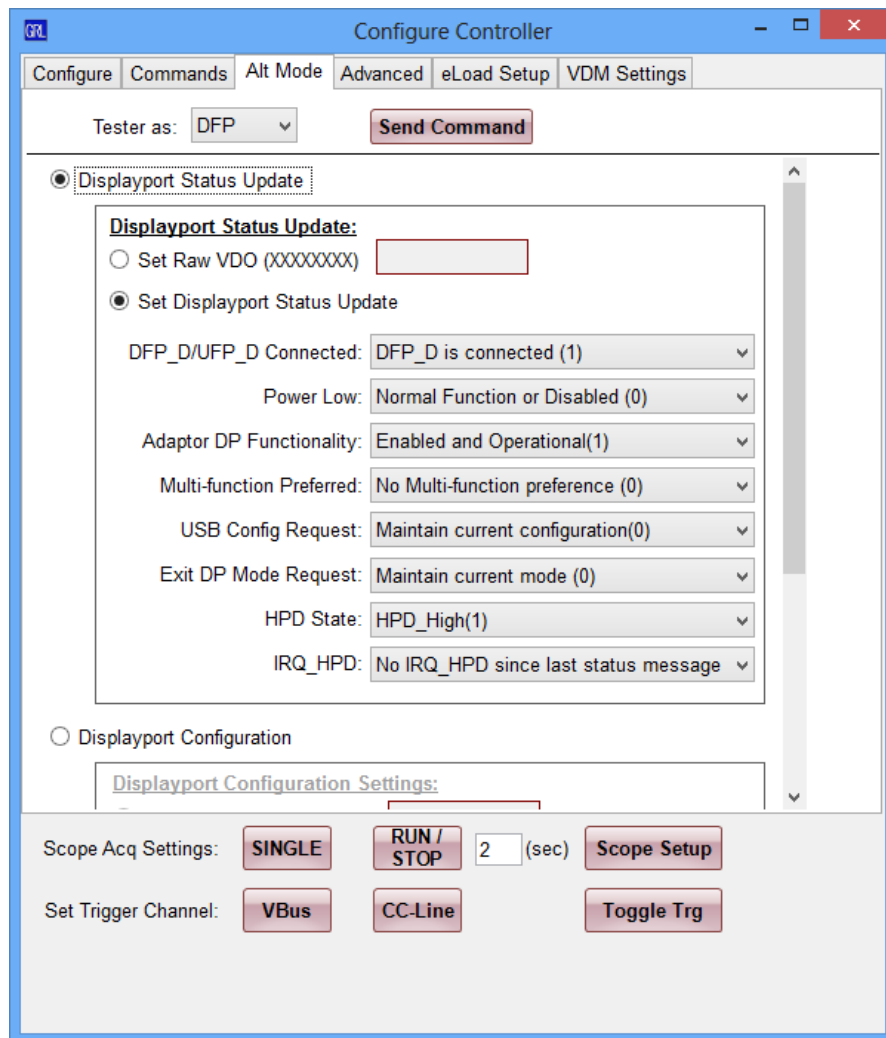 GRL Configure Controller
Configure Commands Alt Mode Advanced eLoad Setup VDM Settings
Tester as: DFP Send Command
Displayport Status Update
Displayport Status Update:
Set Raw VDO (XXXXXXXX)
Set Displayport Status Update
DFP_D/UFP_D Connected: DFP_D is connected (1)
Power Low: Normal Function or Disabled (0)
Adaptor DP Functionality: Enabled and Operational(1)
Multi-function Preferred: No Multi-function preference (0)
USB Config Request: Maintain current configuration(0)
Exit DP Mode Request: Maintain current mode (0)
HPD State: HPD_High(1)
IRQ_HPD: No IRQ_HPD since last status message
Displayport Configuration
Displayport Configuration Settings:
Scope Acq Settings: SINGLE RUN / STOP 2 (sec) Scope Setup
Set Trigger Channel: VBus CC-Line Toggle Trg